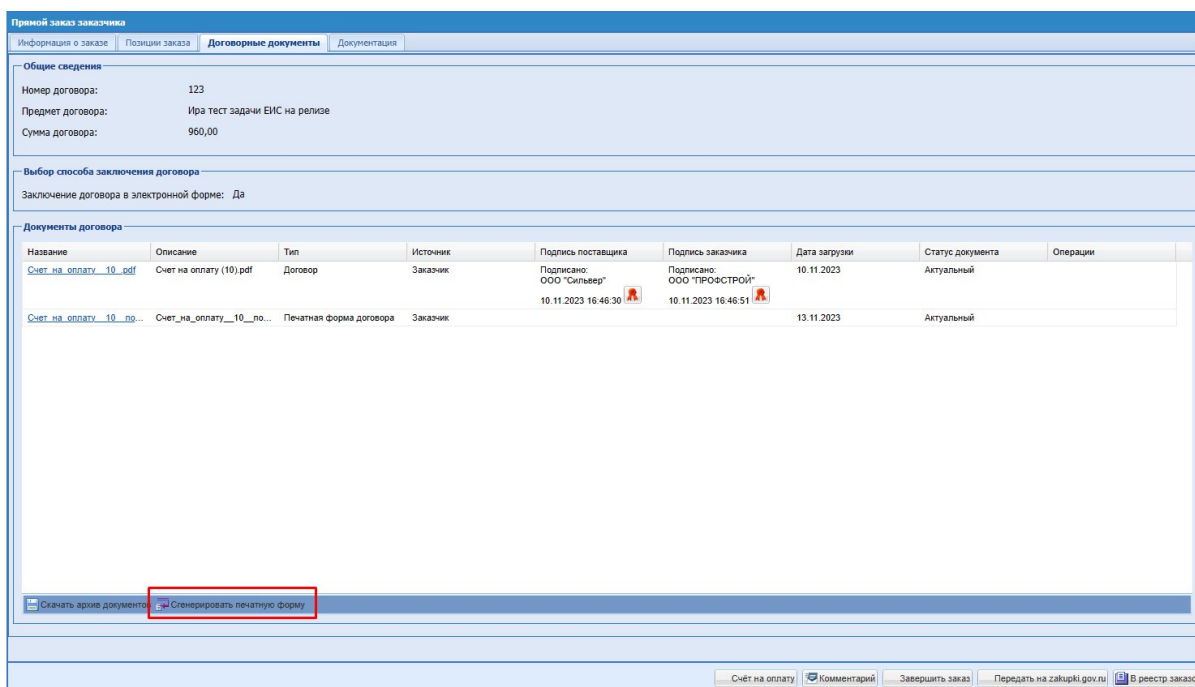 Прямой заказ заказчика
Информация о заказе Позиции заказа Договорные документы Документация
Общие сведения
Номер договора: 123
Предмет договора: Ира тест задачи ЕИС на релизе
Сумма договора: 960,00
Выбор способа заключения договора
Заключение договора в электронной форме: Да
Документы договора
Название Описание Тип Источник Подпись поставщика Подпись заказчика Дата загрузки Статус документа Операции
Счет_на_оплату__10_.pdf Счет на оплату (10).pdf Договор Заказчик Подписано: Подписано: 10.11.2023 Актуальный
ООО "Сильвер" ООО "ПРОФСТРОЙ"
10.11.2023 16:46:30 10.11.2023 16:46:51
Счет_на_оплату__10__по... Счет_на_оплату__10__по... Печатная форма договора Заказчик 13.11.2023 Актуальный
Скачать архив документов Сгенерировать печатную форму
Счёт на оплату Комментарий Завершить заказ Передать на zakupki.gov.ru В реестр заказо